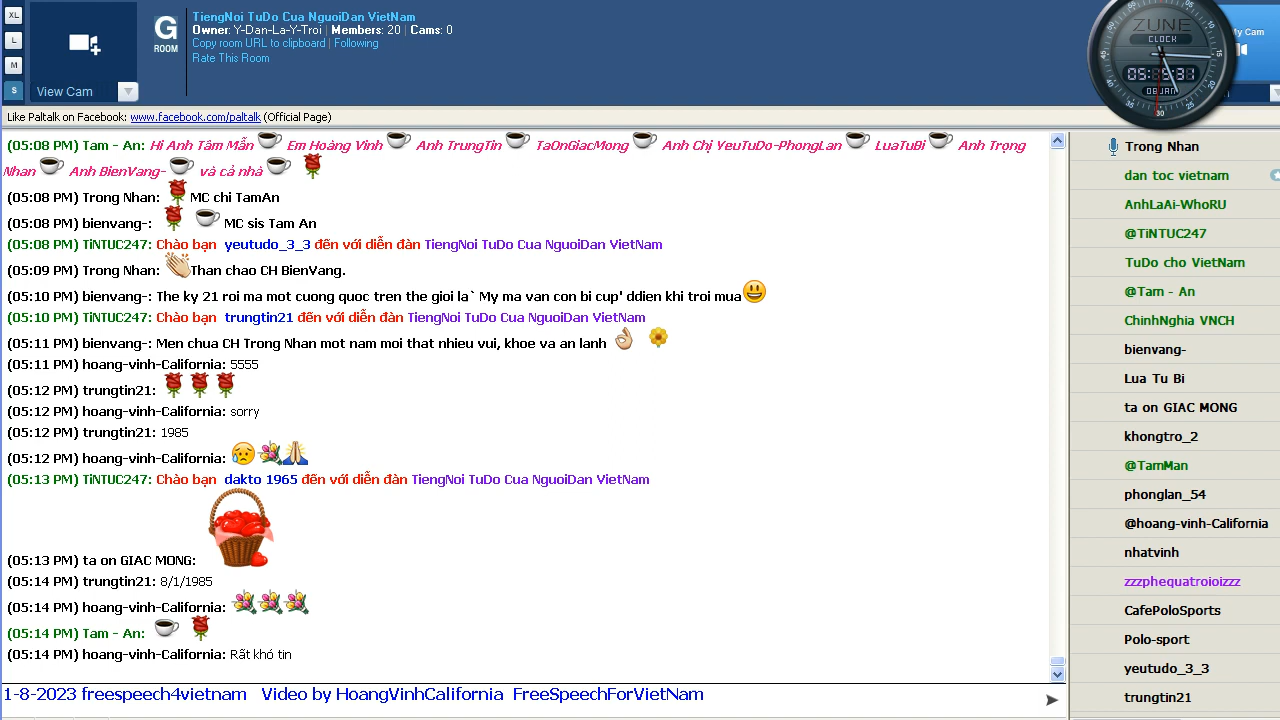 XL
L
M
S
View Cam
G
ROOM
TiengNoi TuDo Cua NguoiDan VietNam
Owner: Y-Dan-La-Y-Troi | Members: 20 | Cams: 0
Copy room URL to clipboard | Following
Rate This Room
ZUNE
CLOCK
My Cam
Like Paltalk on Facebook: www.facebook.com/paltalk (Official Page)
(05:08 PM) Tam - An: Hi Anh Tâm Mẫn Em Hoàng Vinh Anh TrungTin TaOnGiacMong Anh Chị YeuTuDo-PhongLan LuaTuBi Anh Trọng
Nhan Anh BienVang- và cả nhà
(05:08 PM) Trong Nhan: MC chi TamAn
(05:08 PM) bienvang-: MC sis Tam An
(05:08 PM) TiNTUC247: Chào bạn yeutudo_3_3 đến với diễn đàn TiengNoi TuDo Cua NguoiDan VietNam
(05:09 PM) Trong Nhan: Than chao CH BienVang.
(05:10 PM) bienvang-: The ky 21 roi ma mot cuong quoc tren the gioi la` My ma van con bi cup' ddien khi troi mua
(05:10 PM) TiNTUC247: Chào bạn trungtin21 đến với diễn đàn TiengNoi TuDo Cua NguoiDan VietNam
(05:11 PM) bienvang-: Men chua CH Trong Nhan mot nam moi that nhieu vui, khoe va an lanh
(05:11 PM) hoang-vinh-California: 5555
(05:12 PM) trungtin21:
(05:12 PM) hoang-vinh-California: sorry
(05:12 PM) trungtin21: 1985
(05:12 PM) hoang-vinh-California:
(05:13 PM) TiNTUC247: Chào bạn dakto 1965 đến với diễn đàn TiengNoi TuDo Cua NguoiDan VietNam
(05:13 PM) ta on GIAC MONG:
(05:14 PM) trungtin21: 8/1/1985
(05:14 PM) hoang-vinh-California:
(05:14 PM) Tam - An:
(05:14 PM) hoang-vinh-California: Rất khó tin
1-8-2023 freespeech4vietnam Video by HoangVinhCalifornia FreeSpeechForVietNam
Trong Nhan
dan toc vietnam
AnhLaAi-WhoRU
@TiNTUC247
TuDo cho VietNam
@Tam - An
ChinhNghia VNCH
bienvang-
Lua Tu Bi
ta on GIAC MONG
khongtro_2
@TamMan
phonglan_54
@hoang-vinh-California
nhatvinh
zzzphequatroioizzz
CafePoloSports
Polo-sport
yeutudo_3_3
trungtin21